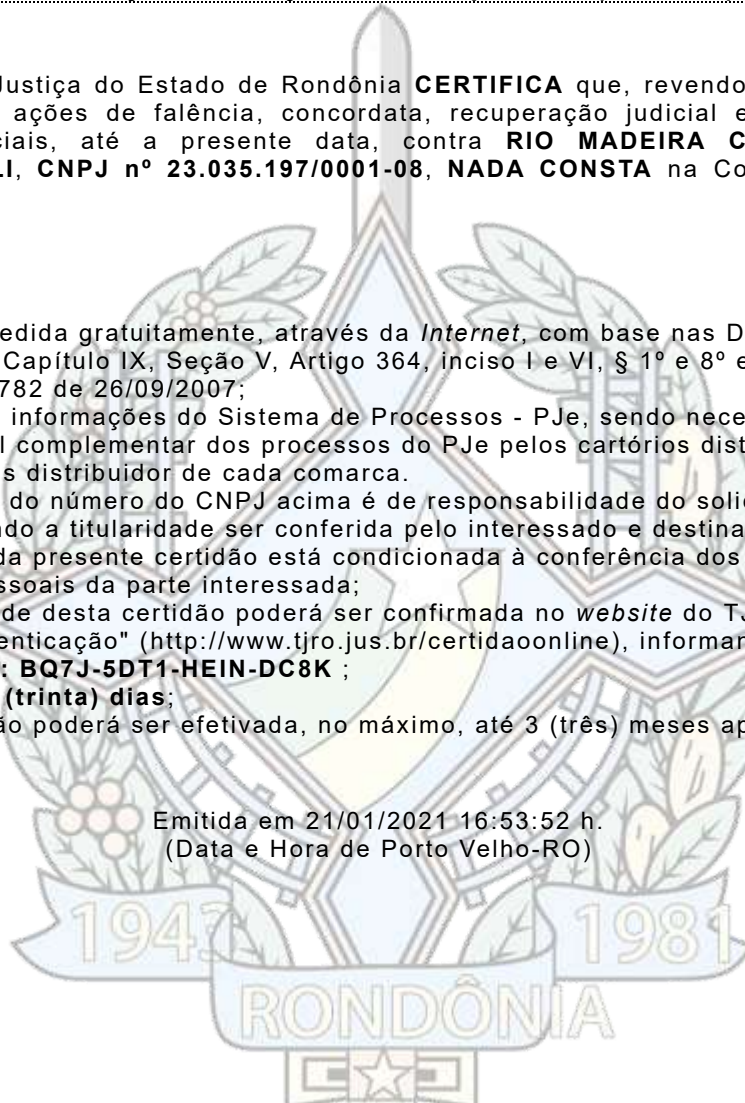 Justiça do Estado de Rondônia CERTIFICA que, revendo
ações de falência, concordata, recuperação judicial e
ciais, até a presente data, contra RIO MADEIRA C
LI, CNPJ nº 23.035.197/0001-08, NADA CONSTA na Co
edida gratuitamente, através da Internet, com base nas D
Capítulo IX, Seção V, Artigo 364, inciso I e VI, § 1º e 8º e
782 de 26/09/2007;
informações do Sistema de Processos - PJe, sendo nece
l complementar dos processos do PJe pelos cartórios dist
s distribuidor de cada comarca.
do número do CNPJ acima é de responsabilidade do solic
ndo a titularidade ser conferida pelo interessado e destina
da presente certidão está condicionada à conferência dos
ssoais da parte interessada;
de desta certidão poderá ser confirmada no website do TJ
enticação" (http://www.tjro.jus.br/certidaoonline), informan
: BQ7J-5DT1-HEIN-DC8K ;
(trinta) dias;
ão poderá ser efetivada, no máximo, até 3 (três) meses ap
Emitida em 21/01/2021 16:53:52 h.
(Data e Hora de Porto Velho-RO)
1943
1981
RONDÔNIA